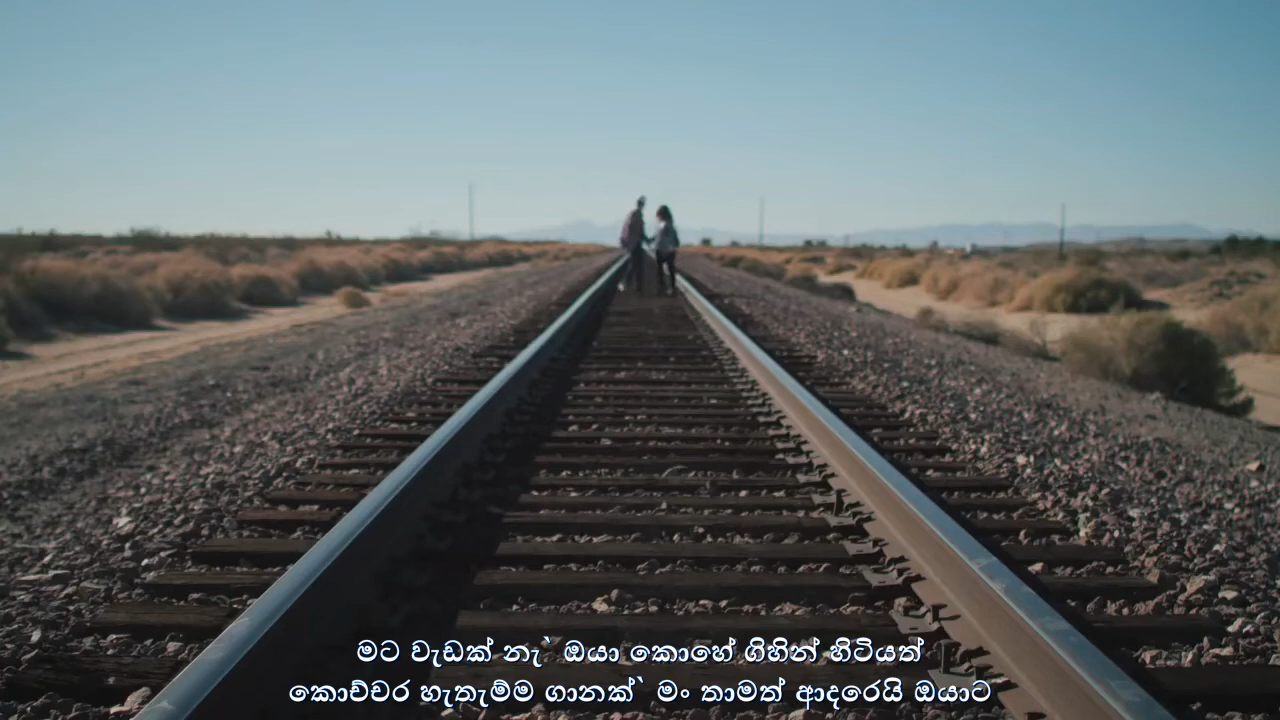 මට වැඩක් නැ` ඔයා කොහේ ගිහින් හිටියත්
කොච්චර හැතැම්ම ගානක්` මං තාමත් ආදරෙයි ඔයාට